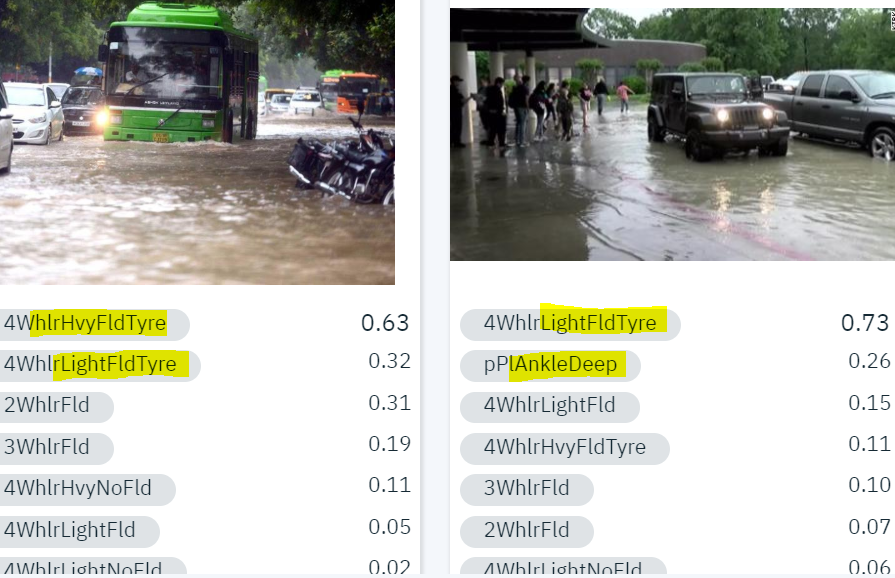 4WhlrHvyFldTyre 0.63
4WhlrLightFldTyre 0.32
2WhlrFld 0.31
3WhlrFld 0.19
4WhlrHvyNoFld 0.11
4WhlrLightFld 0.05
4WhlrLightNoFld 0.02
4WhlrLightFldTyre 0.73
pPlAnkleDeep 0.26
4WhlrLightFld 0.15
4WhlrHvyFldTyre 0.11
3WhlrFld 0.10
2WhlrFld 0.07
4WhlrLightNoFld 0.06